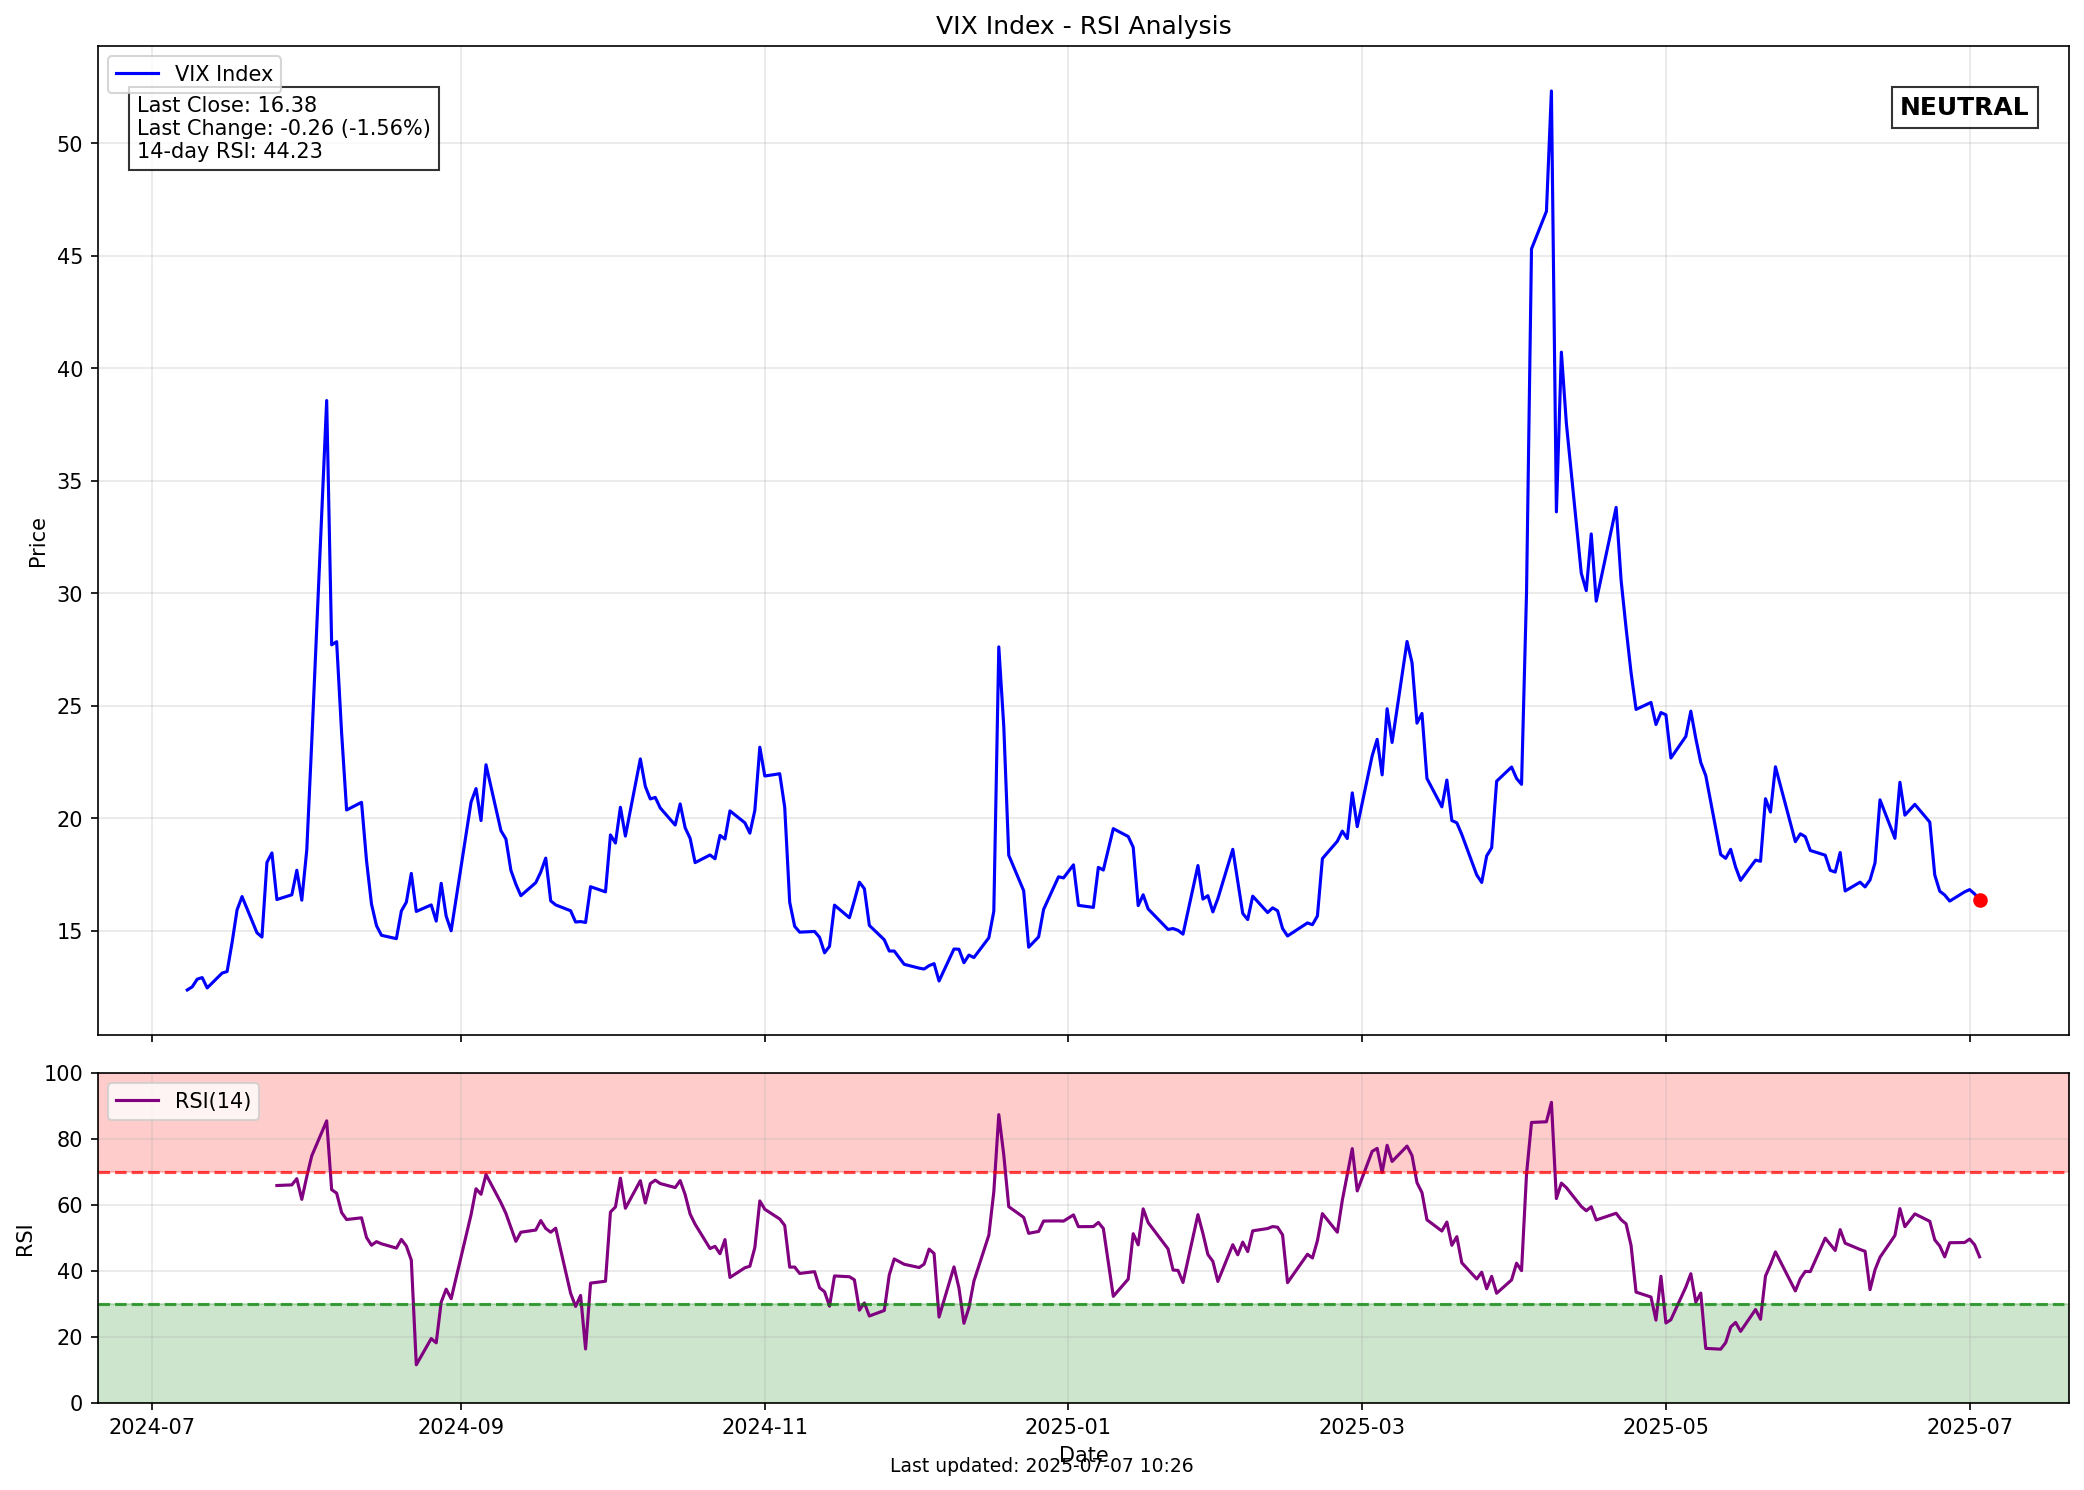 VIX Index - RSI Analysis
VIX Index
Last Close: 16.38
Last Change: -0.26 (-1.56%)
14-day RSI: 44.23
NEUTRAL
50
45
40
35
30
25
20
15
Price
100
80
60
40
20
0
RSI
RSI(14)
2024-07
2024-09
2024-11
2025-01
2025-03
2025-05
2025-07
Date
Last updated: 2025-07-07 10:26